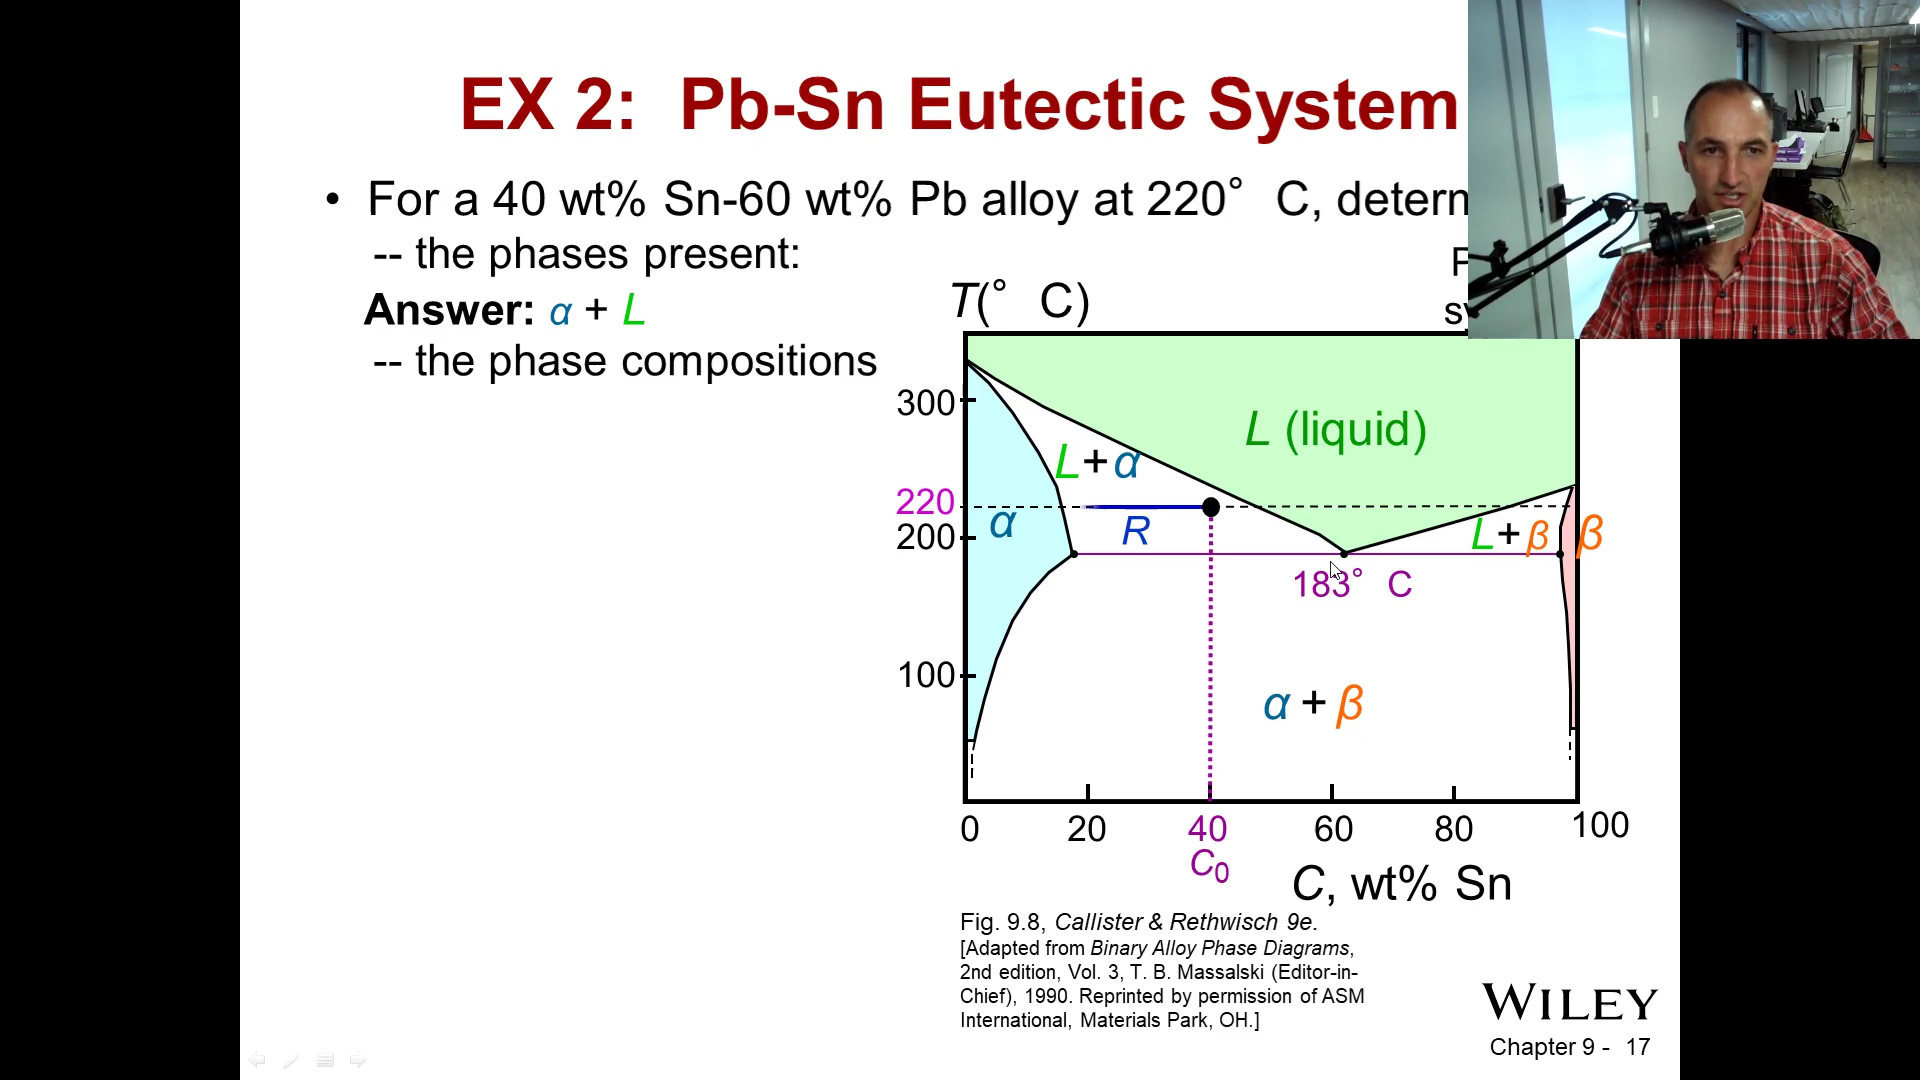 EX 2: Pb-Sn Eutectic System
• For a 40 wt% Sn-60 wt% Pb alloy at 220° C,
-- the phases present:
Answer: α + L
-- the phase compositions
T(° C)
300
L (liquid)
L+α
220
α
R
200
L+β
β
183° C
100
α + β
0
20
40
60
80
100
C0
C, wt% Sn
Fig. 9.8, Callister & Rethwisch 9e.
[Adapted from Binary Alloy Phase Diagrams,
2nd edition, Vol. 3, T. B. Massalski (Editor-in-
Chief), 1990. Reprinted by permission of ASM
International, Materials Park, OH.]
WILEY
Chapter 9 - 17